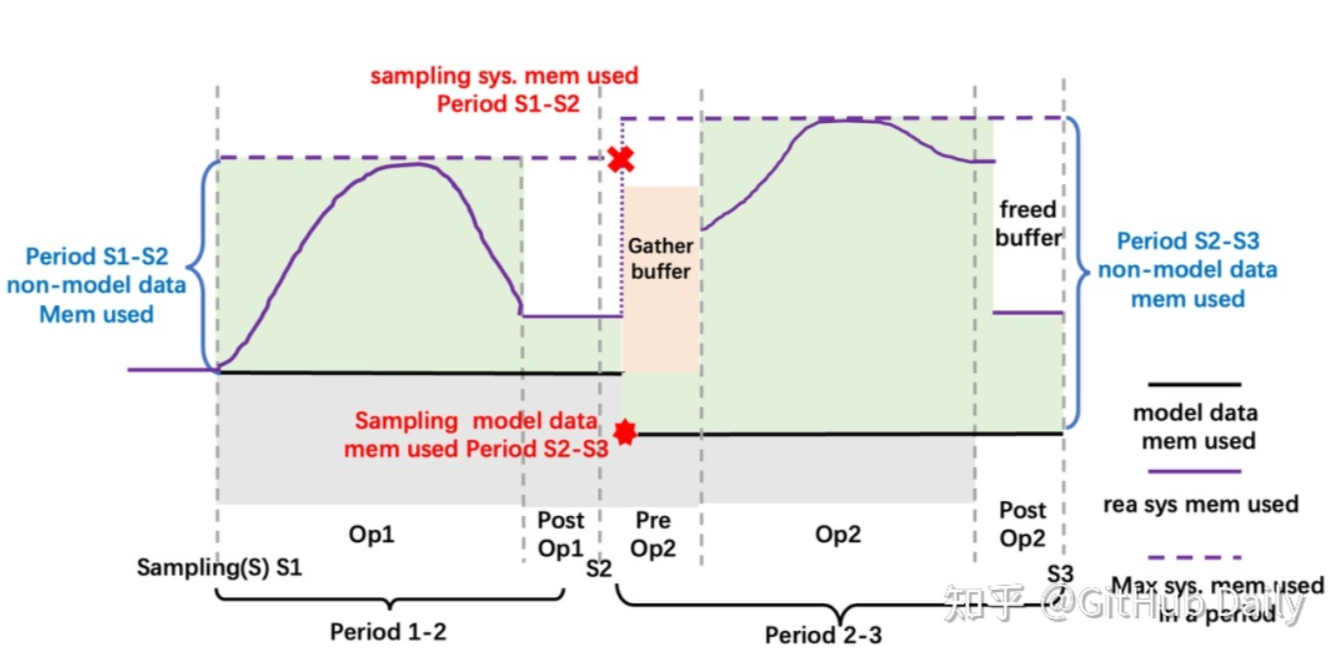 sampling sys. mem used
Period S1-S2
Period S1-S2
non-model data
Mem used
Gather
buffer
freed
buffer
Period S2-S3
non-model data
mem used
Sampling model data
mem used Period S2-S3
model data
mem used
rea sys mem used
Max sys. mem used
in a period
Op1
Post
Op1
Pre
Op2
Op2
Post
Op2
Sampling(S) S1
S2
S3
Period 1-2
Period 2-3
知乎 @GitHub Daily